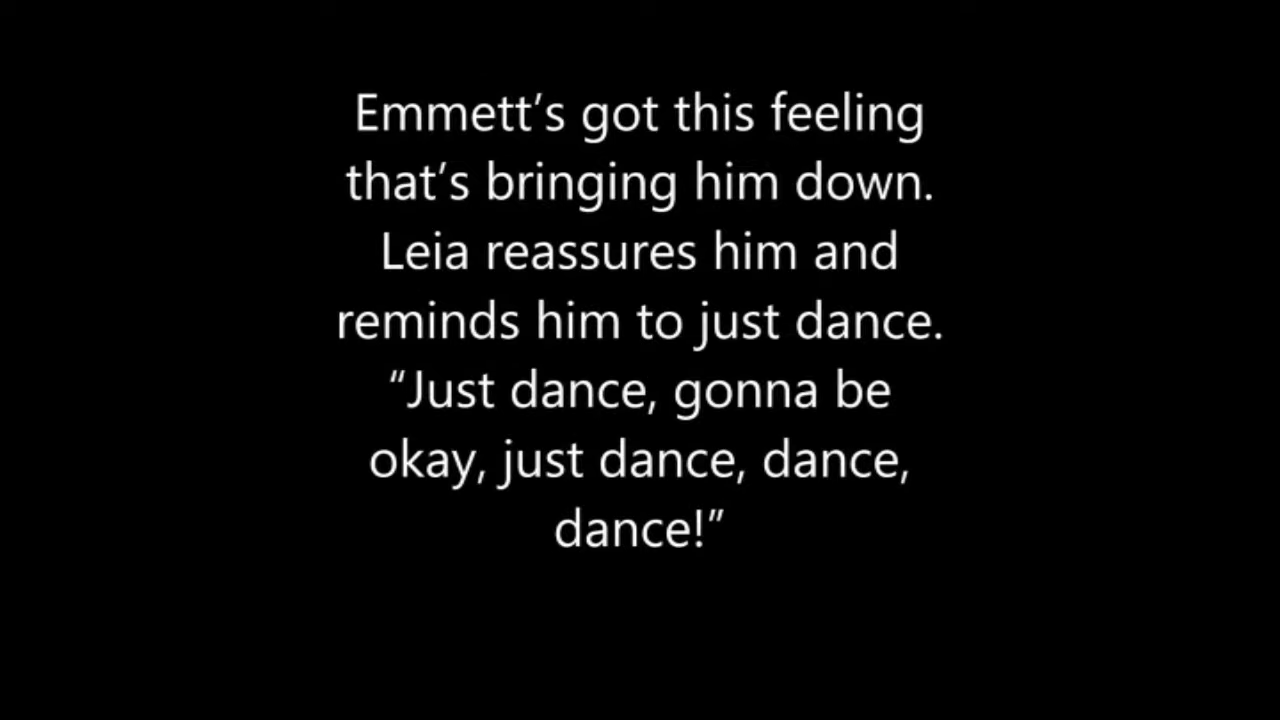 Emmett’s got this feeling
that’s bringing him down.
Leia reassures him and
reminds him to just dance.
“Just dance, gonna be
okay, just dance, dance,
dance!”